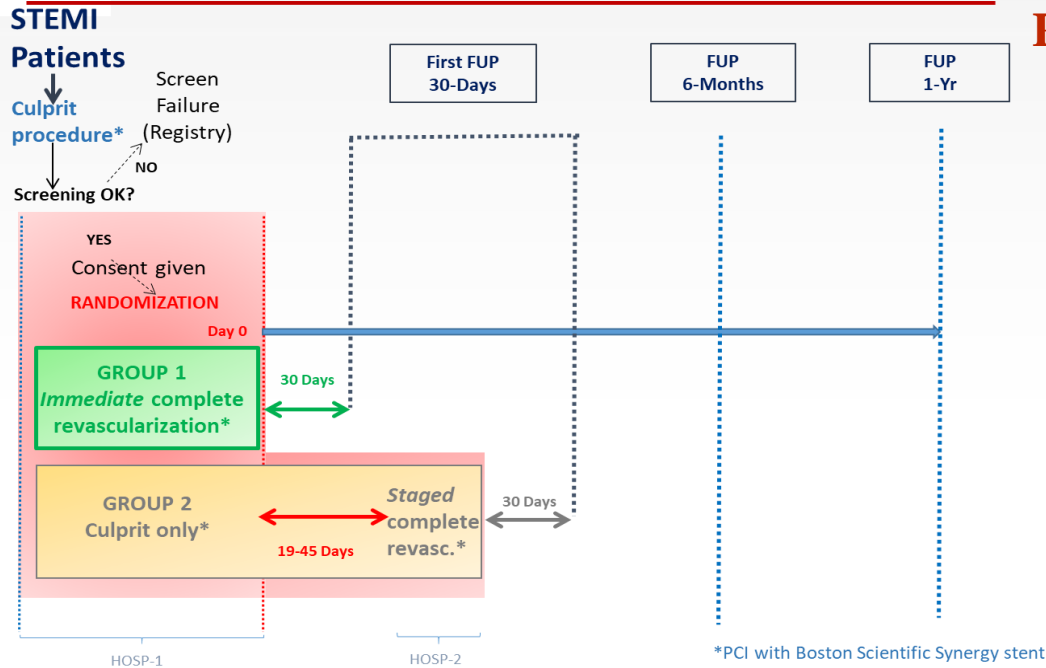 STEMI
Patients
Culprit
procedure*
Screen
Failure
(Registry)
NO
Screening OK?
First FUP
30-Days
FUP
6-Months
FUP
1-Yr
YES
Consent given
RANDOMIZATION
Day 0
GROUP 1
Immediate complete
revascularization*
30 Days
GROUP 2
Culprit only*
19-45 Days
Staged
complete
revasc.*
30 Days
HOSP-1
HOSP-2
*PCI with Boston Scientific Synergy stent